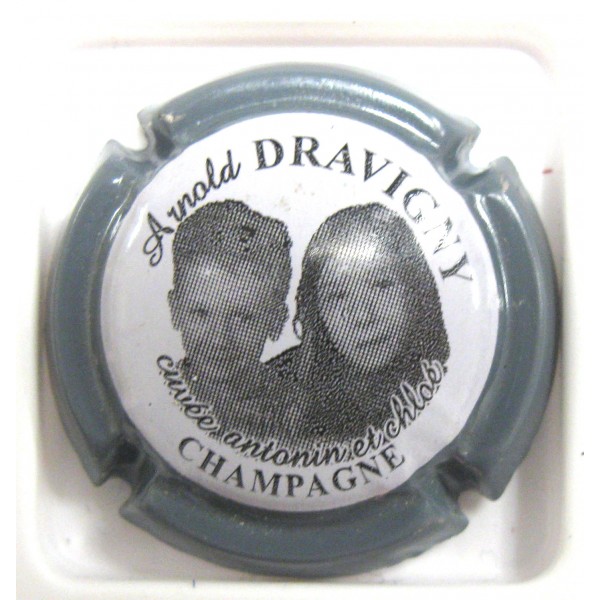 Arnold DRAVIGNY
cuvée antonin et chloé
CHAMPAGNE